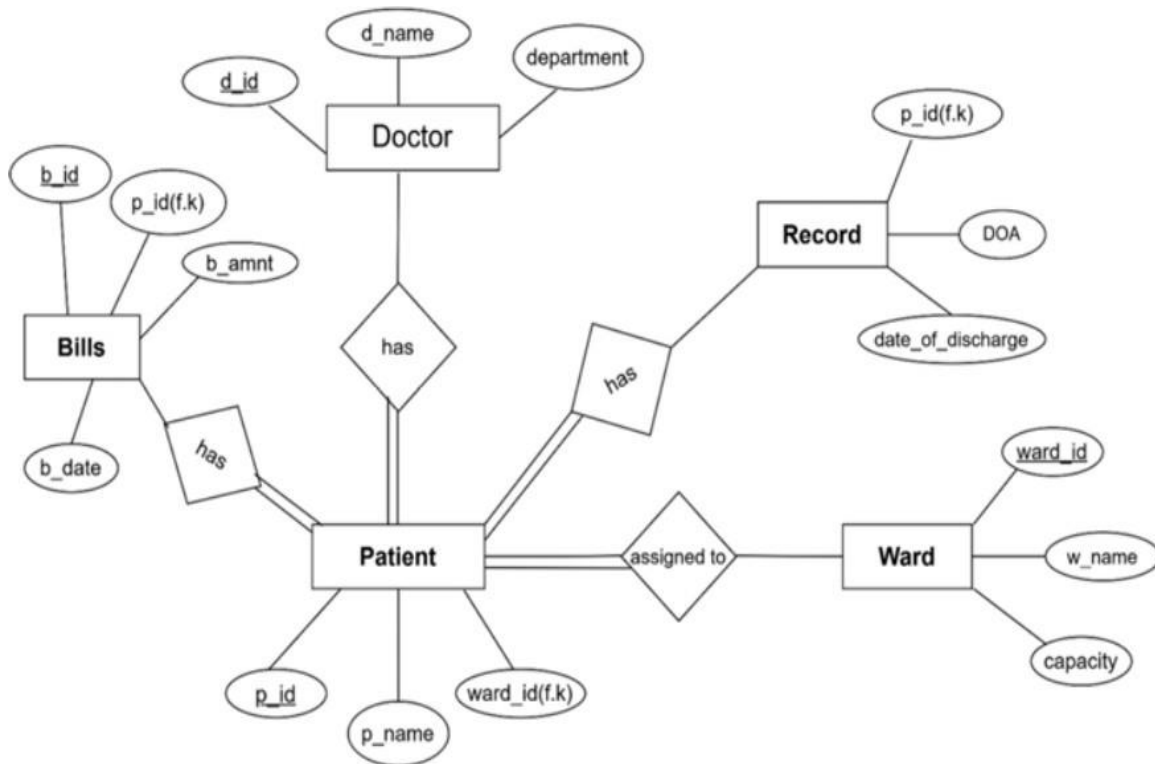 d_name
department
d_id
Doctor
p_id(f.k)
b_id
p_id(f.k)
Record
DOA
b_amnt
Bills
has
date_of_discharge
has
has
b_date
ward_id
Patient
assigned to
Ward
w_name
capacity
p_id
ward_id(f.k)
p_name